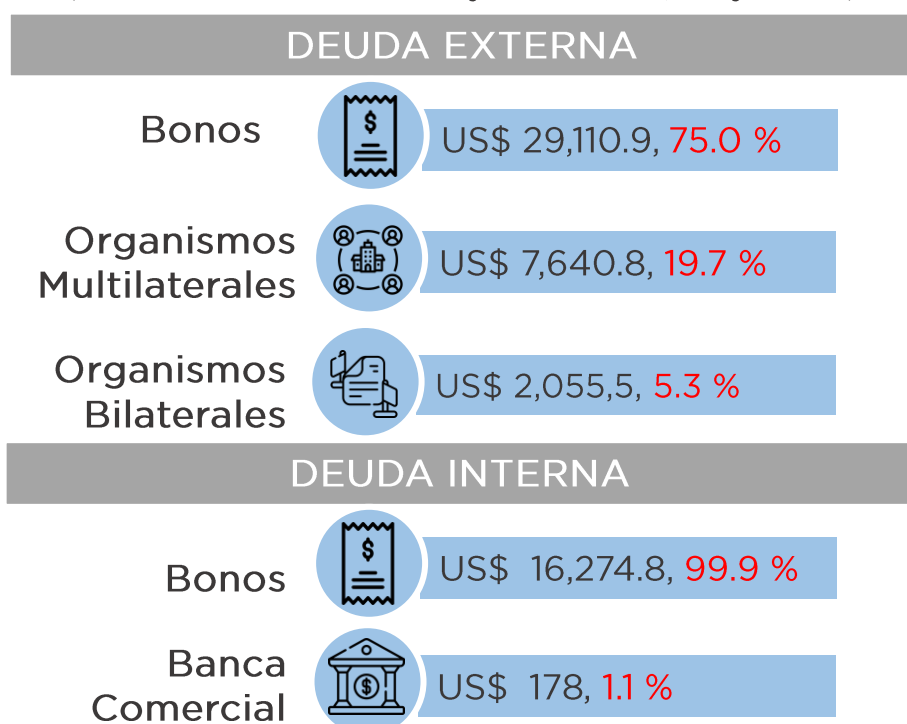 DEUDA EXTERNA
Bonos
US$ 29,110.9, 75.0 %
Organismos
Multilaterales
US$ 7,640.8, 19.7 %
Organismos
Bilaterales
US$ 2,055,5, 5.3 %
DEUDA INTERNA
Bonos
US$ 16,274.8, 99.9 %
Banca
Comercial
US$ 178, 1.1 %